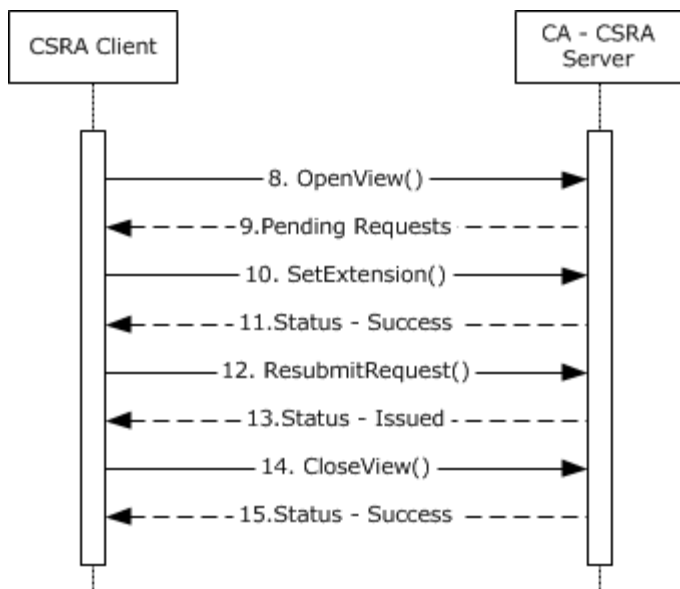 CSRA Client
CA - CSRA
Server
8. OpenView()
9.Pending Requests
10. SetExtension()
11.Status - Success
12. ResubmitRequest()
13.Status - Issued
14. CloseView()
15.Status - Success